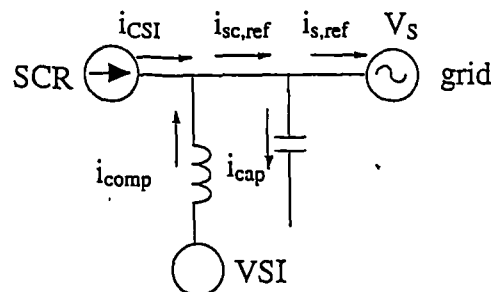 i_CSI i_sc,ref i_s,ref V_S
SCR grid
i_comp i_cap
VSI